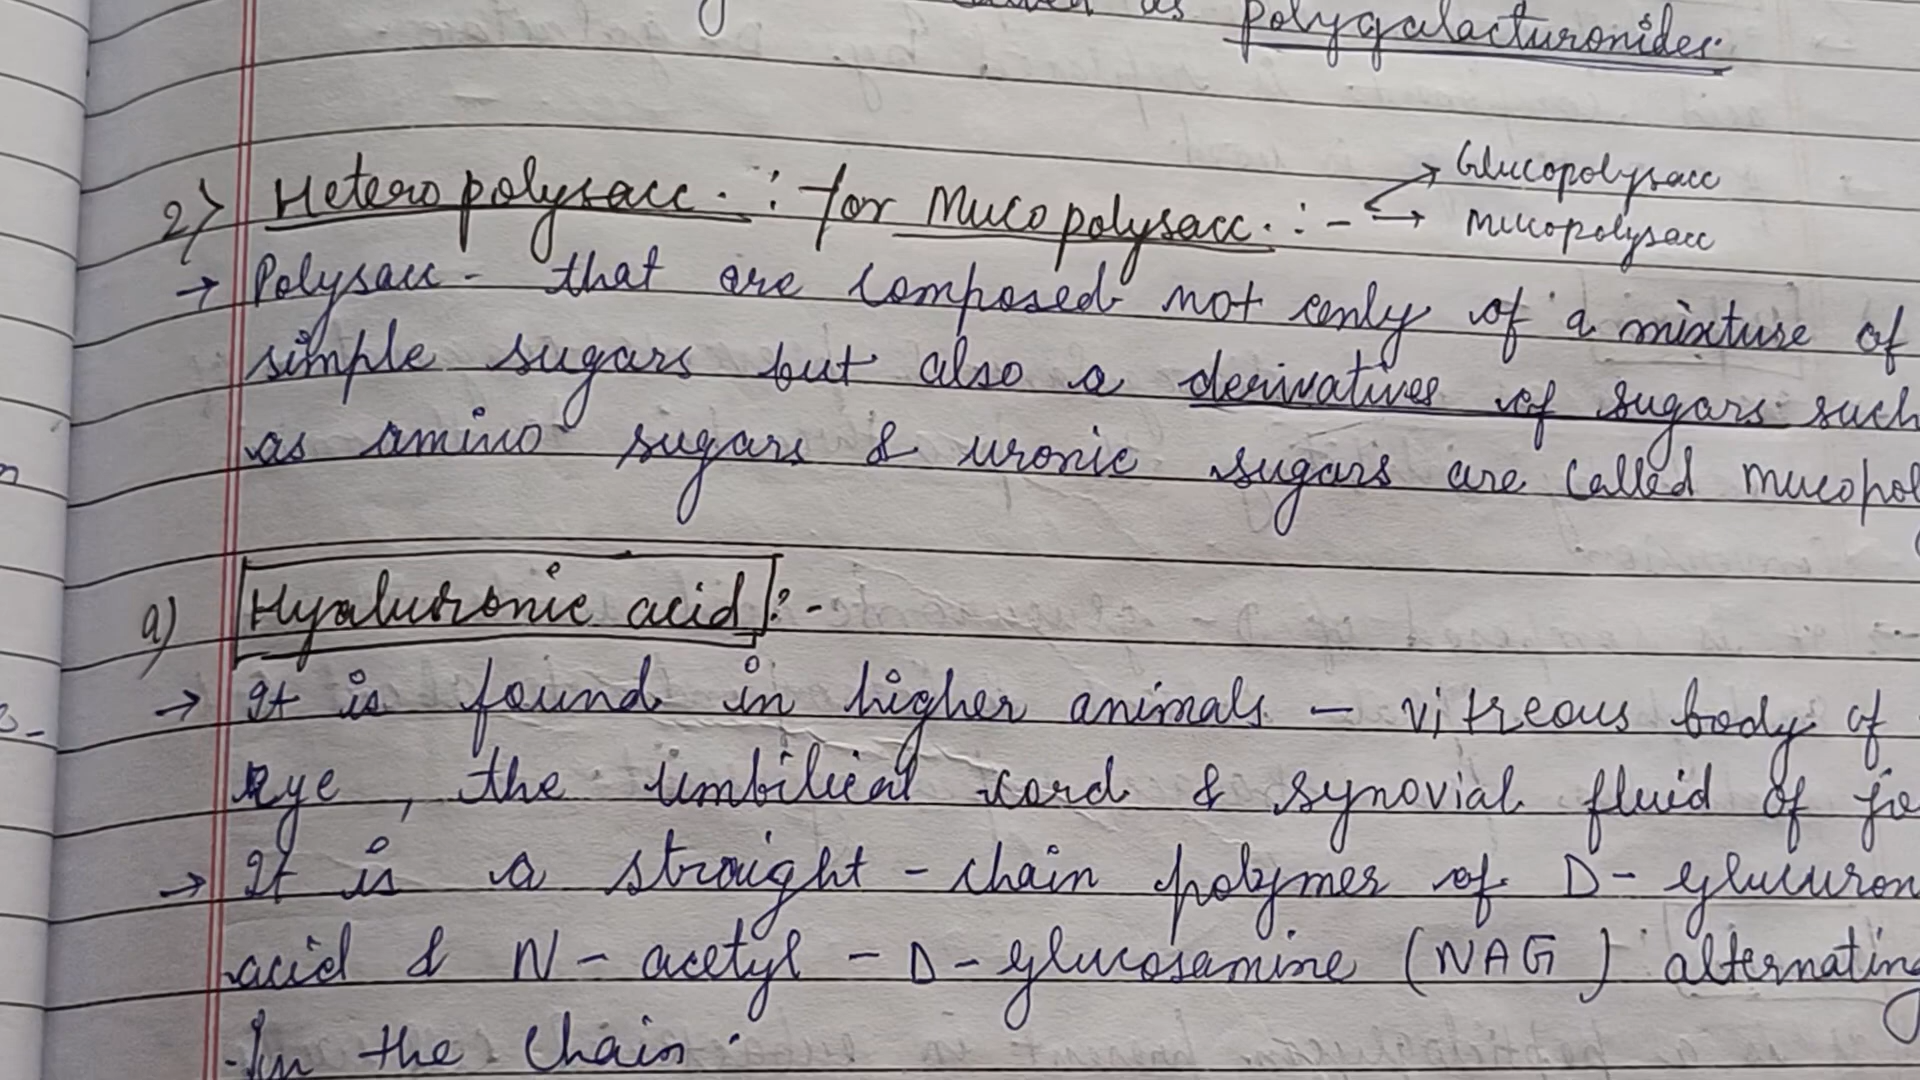 as polygalacturonides.
→ Glucopolysacc
2) Heteropolysacc. : for Mucopolysacc. : - → Mucopolysacc
→ Polysacc - that are composed not only of a mixture of
simple sugars but also a derivatives of sugars such
as amino sugars & uronic sugars are called mucopol
a) Hyaluronic acid :-
→ It is found in higher animals - vitreous body of
eye, the umbilical cord & synovial fluid of jo
→ It is a straight - chain polymer of D- glucuron
acid & N - acetyl - D - glucosamine (NAG) alternating
In the chain.